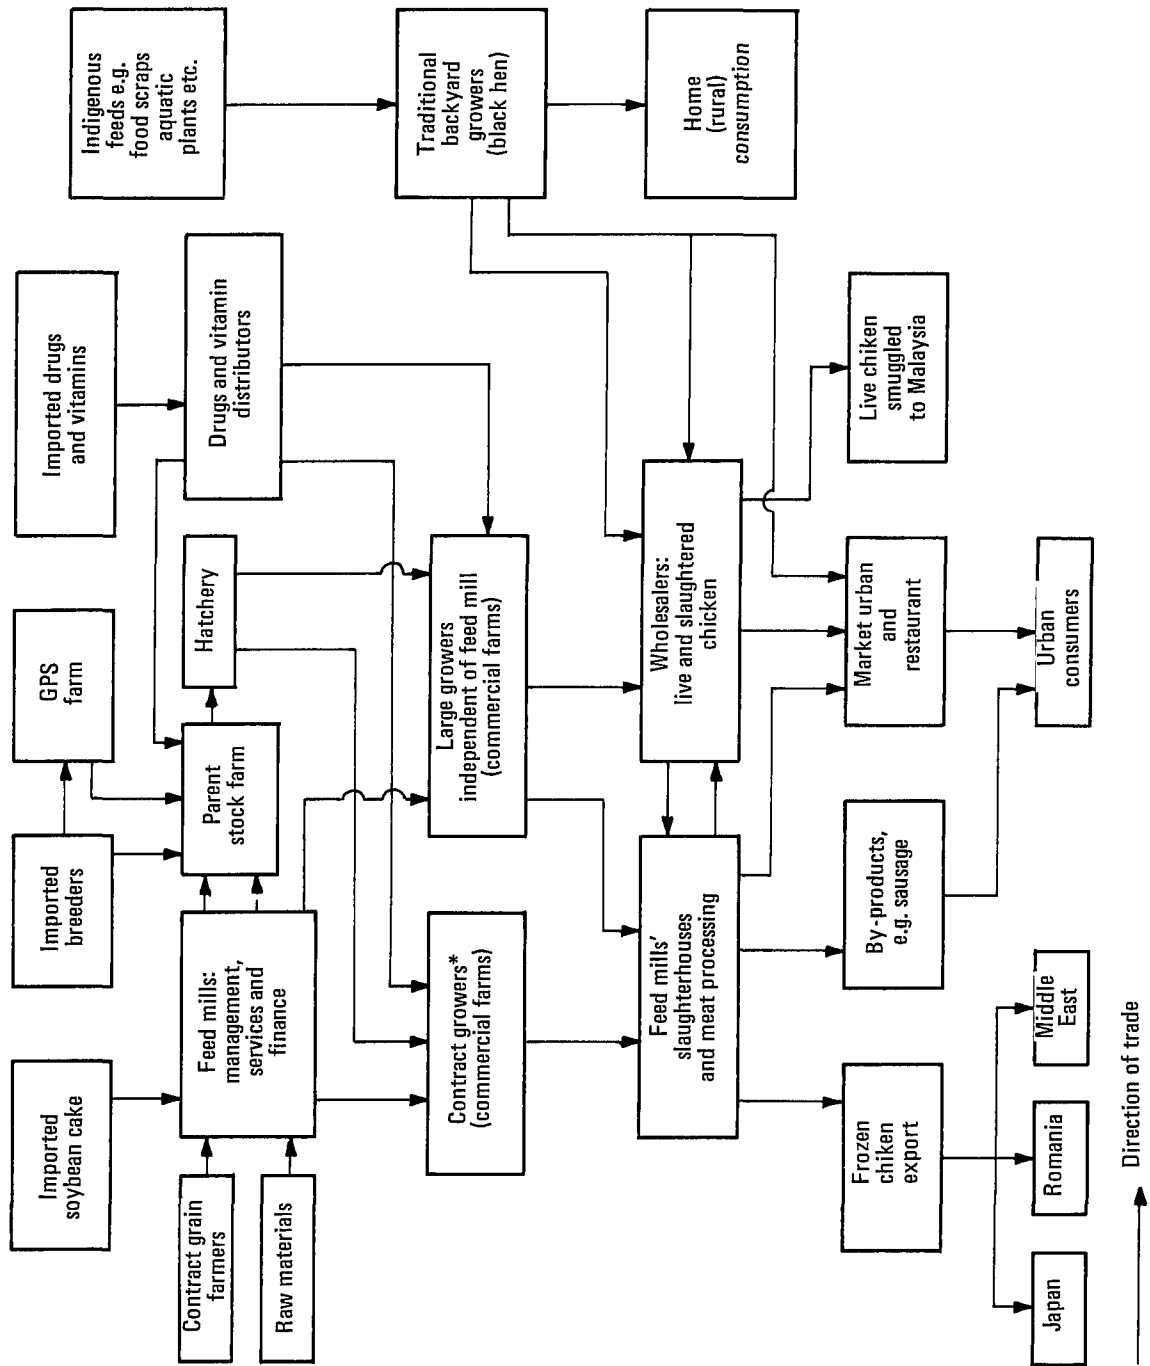 Imported
soybean cake
Imported
breeders
GPS
farm
Imported drugs
and vitamins
Indigenous
feeds e.g.
food scraps
aquatic
plants etc.
Contract grain
farmers
Raw materials
Feed mills:
management,
services and
finance
Parent
stock farm
Hatchery
Drugs and vitamin
distributors
Traditional
backyard
growers
(black hen)
Contract growers*
(commercial farms)
Large growers
independent of feed mill
(commercial farms)
Home
(rural)
consumption
Feed mills'
slaughterhouses
and meat processing
Wholesalers:
live and slaughtered
chicken
Frozen
chiken
export
By-products,
e.g. sausage
Market urban
and
restaurant
Live chiken
smuggled
to Malaysia
Japan
Romania
Middle
East
Urban
consumers
Direction of trade